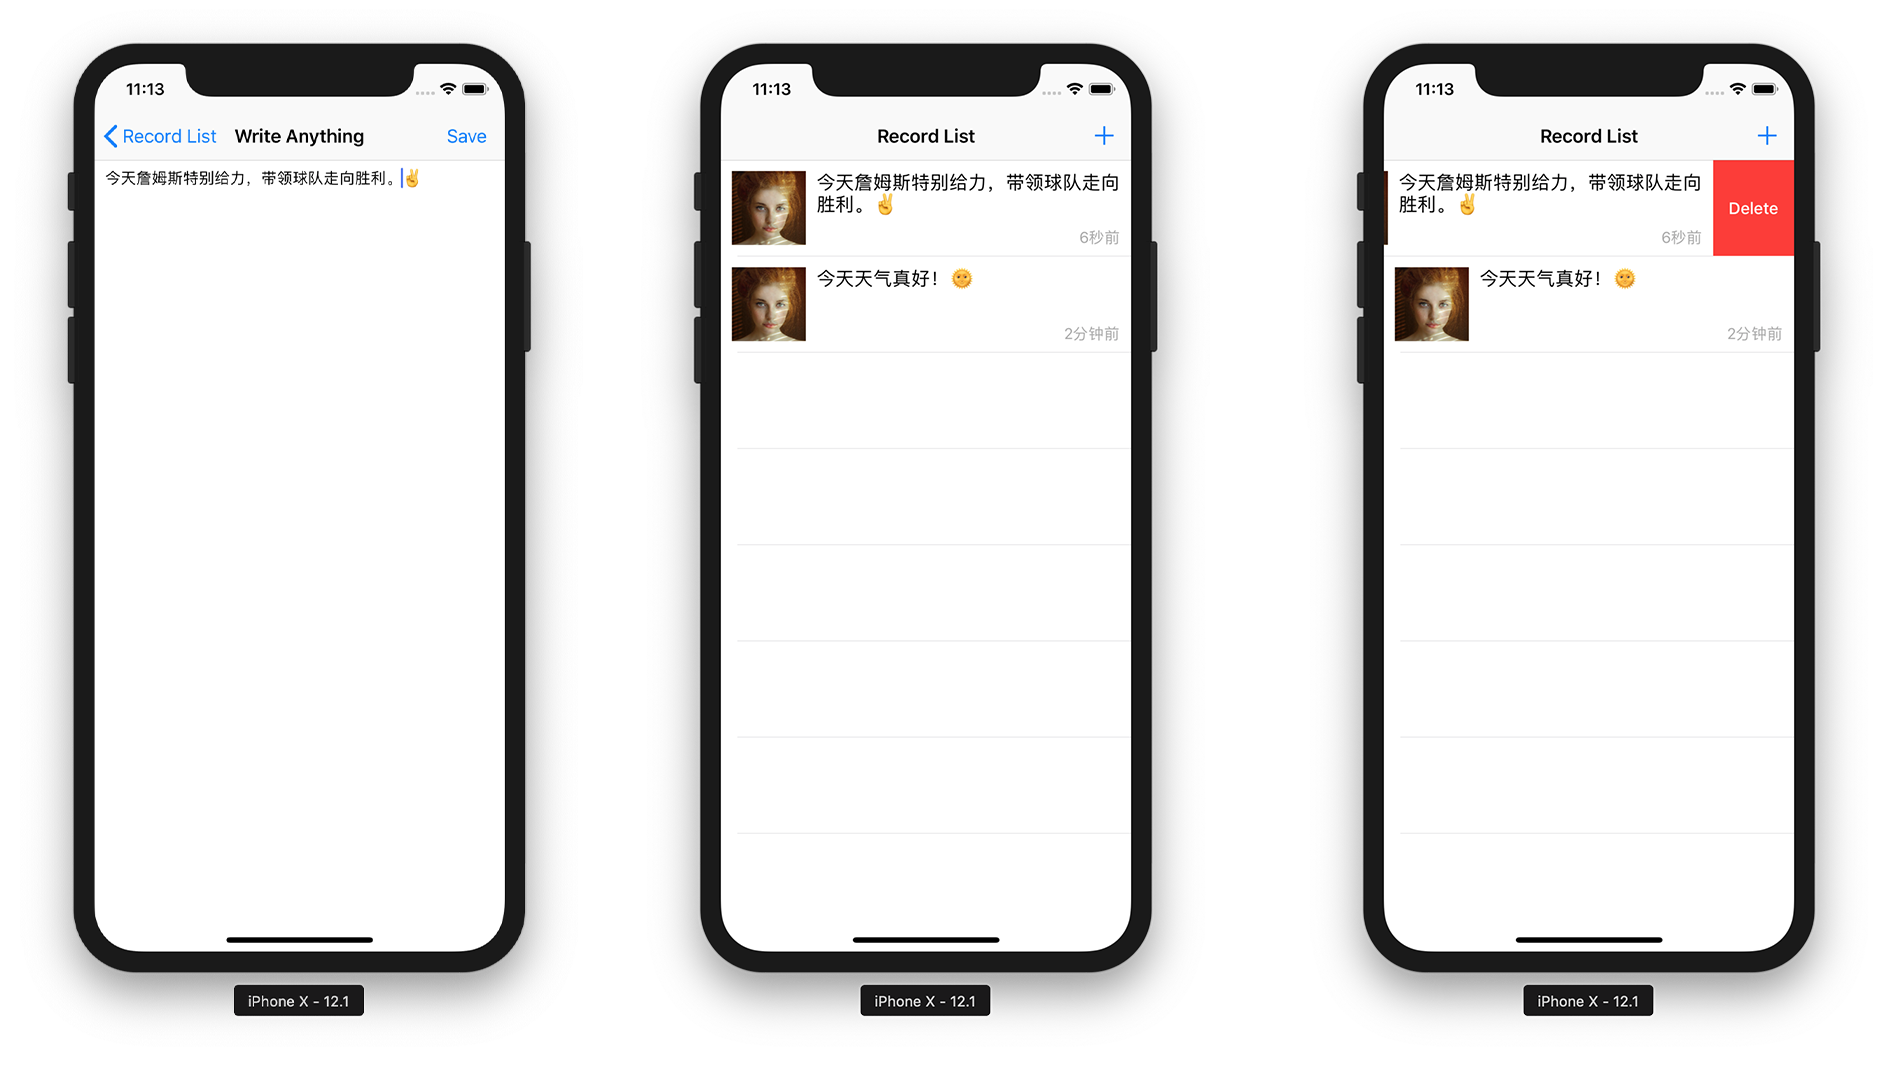 11:13
Record List Write Anything Save
今天詹姆斯特别给力，带领球队走向胜利。✌️
iPhone X - 12.1
11:13
Record List
今天詹姆斯特别给力，带领球队走向
胜利。✌️
6秒前
今天天气真好！🌞
2分钟前
iPhone X - 12.1
11:13
Record List
今天詹姆斯特别给力，带领球队走向
胜利。✌️
6秒前
Delete
今天天气真好！🌞
2分钟前
iPhone X - 12.1